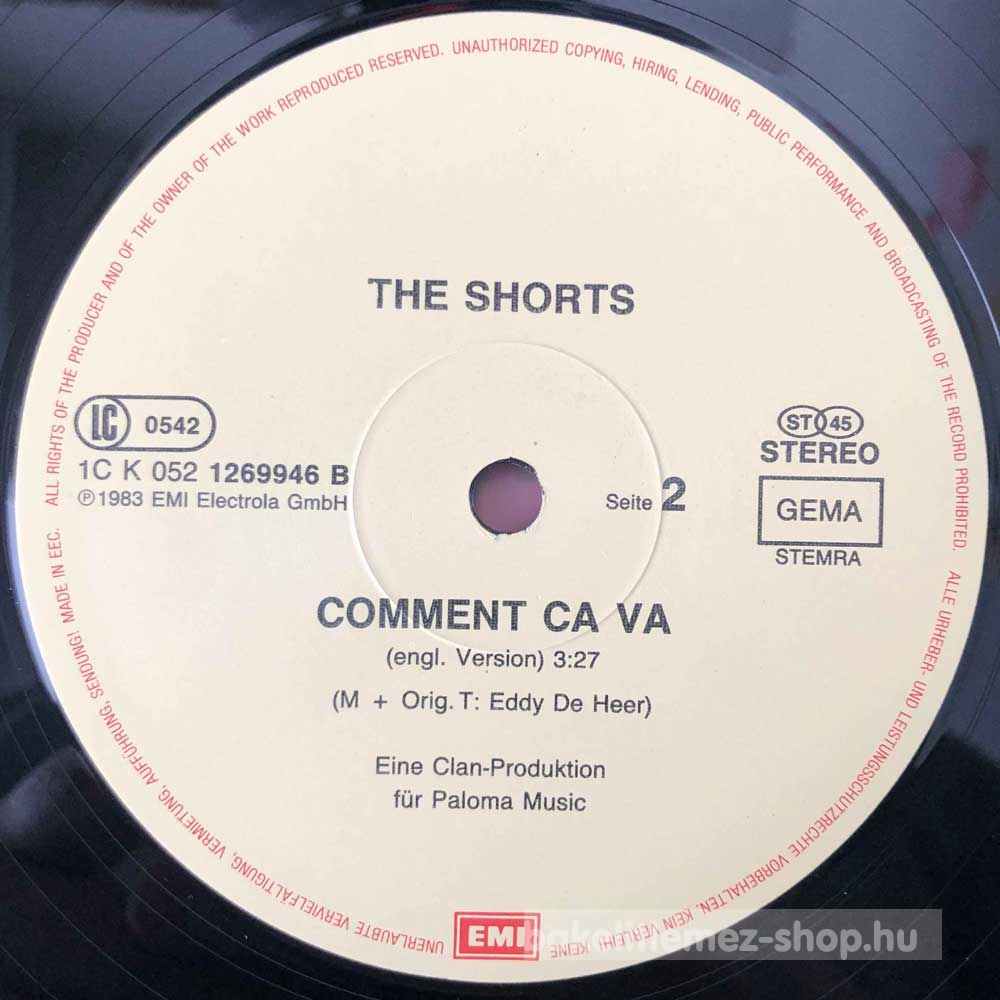 THE SHORTS
LC 0542
1C K 052 1269946 B
℗1983 EMI Electrola GmbH
Seite 2
ST 45
STEREO
GEMA
STEMRA
COMMENT CA VA
(engl. Version) 3:27
(M + Orig. T: Eddy De Heer)
Eine Clan-Produktion
für Paloma Music
EMI
ALL RIGHTS OF THE PRODUCER AND OF THE OWNER OF THE WORK REPRODUCED RESERVED. UNAUTHORIZED COPYING, HIRING, LENDING, PUBLIC PERFORMANCE AND BROADCASTING OF THE RECORD PROHIBITED. ALLE URHEBER- UND LEISTUNGSSCHUTZRECHTE VORBEHALTEN. KEIN VERLEIH! KEINE UNERLAUBTE VERVIELFÄLTIGUNG, VERMIETUNG, AUFFÜHRUNG, SENDUNG! MADE IN EEC.
bakelitlemez-shop.hu